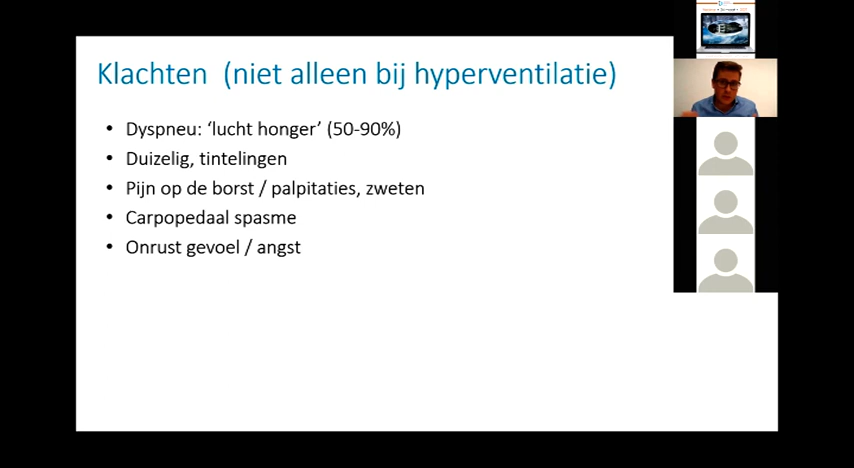 Klachten (niet alleen bij hyperventilatie)
• Dyspneu: ‘lucht honger’ (50-90%)
• Duizelig, tintelingen
• Pijn op de borst / palpitaties, zweten
• Carpopedaal spasme
• Onrust gevoel / angst